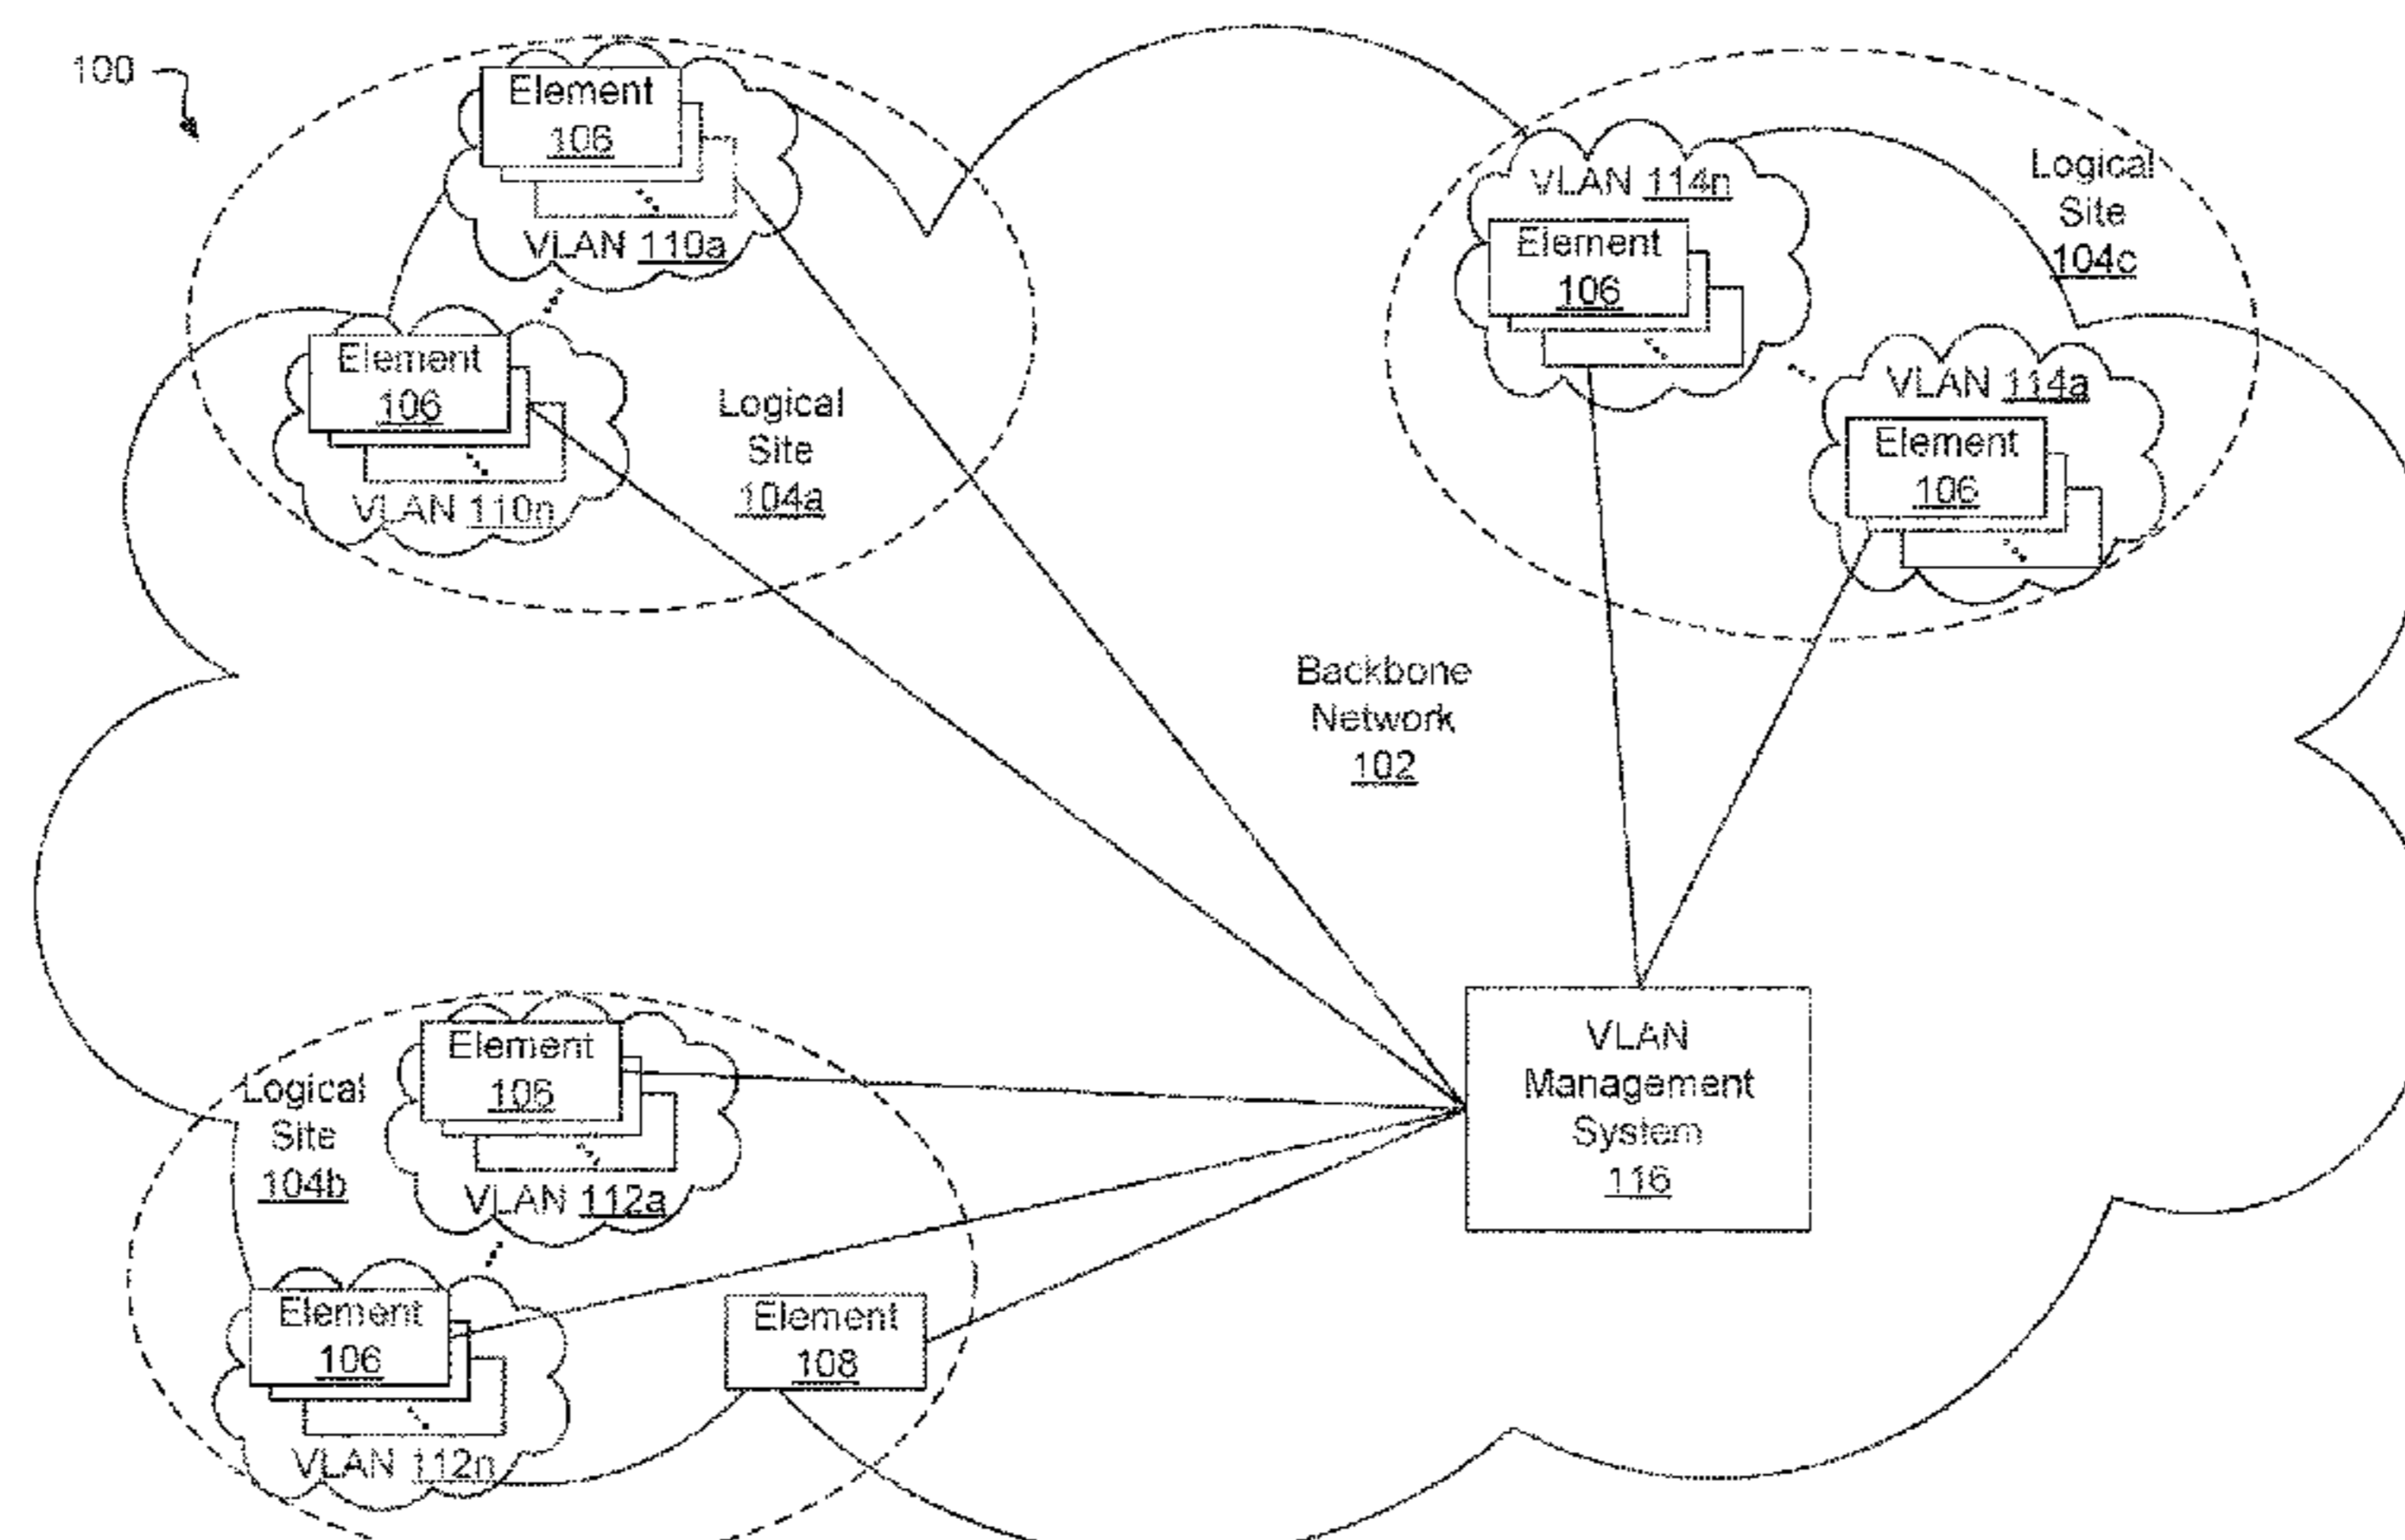 100
Element
106
VLAN 110a
Element
106
VLAN 110n
Logical
Site
104a
VLAN 114n
Element
106
Logical
Site
104c
VLAN 114a
Element
106
Backbone
Network
102
Logical
Site
104b
Element
106
VLAN 112a
Element
106
VLAN 112n
Element
108
VLAN
Management
System
116